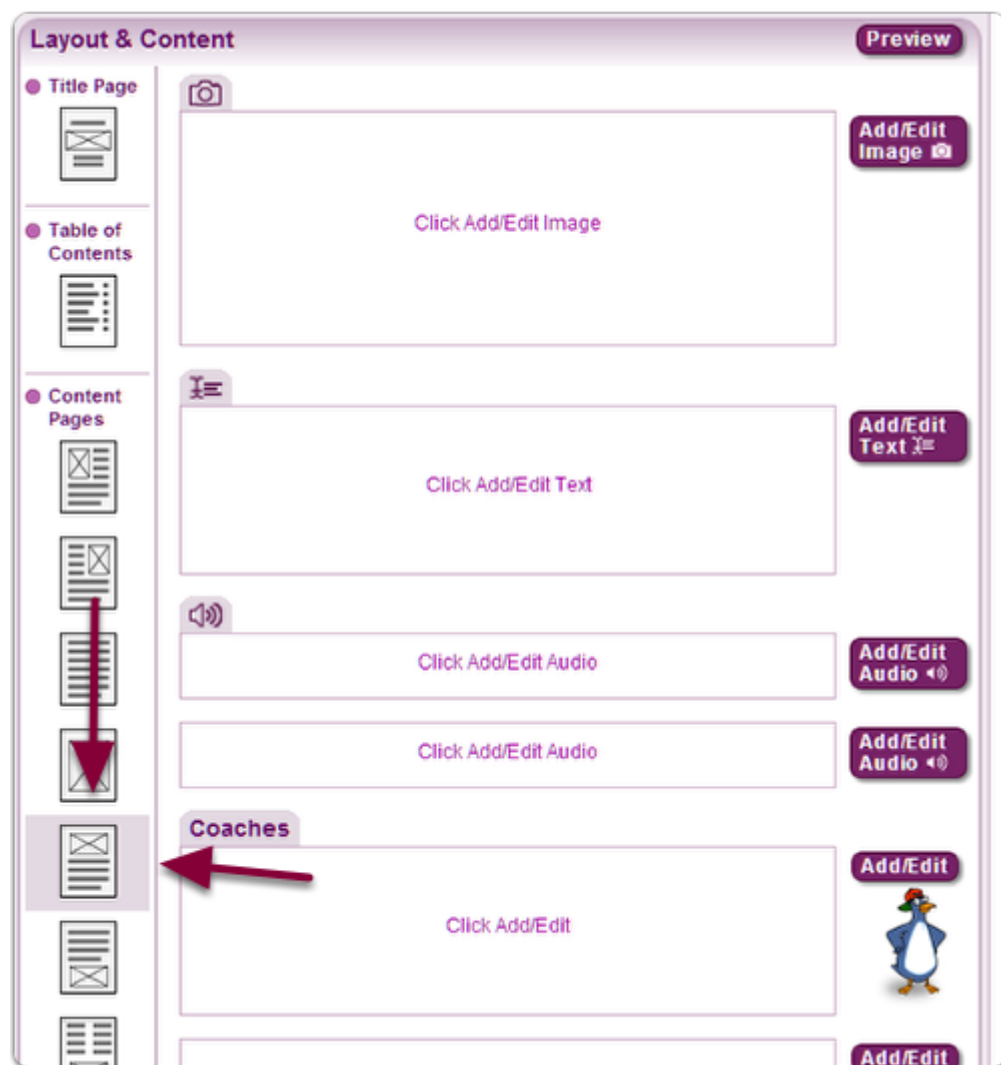 Layout & Content
Preview
Title Page
Table of
Contents
Content
Pages
Add/Edit
Image
Click Add/Edit Image
Add/Edit
Text
Click Add/Edit Text
Click Add/Edit Audio
Add/Edit
Audio
Click Add/Edit Audio
Add/Edit
Audio
Coaches
Add/Edit
Click Add/Edit
Add/Edit